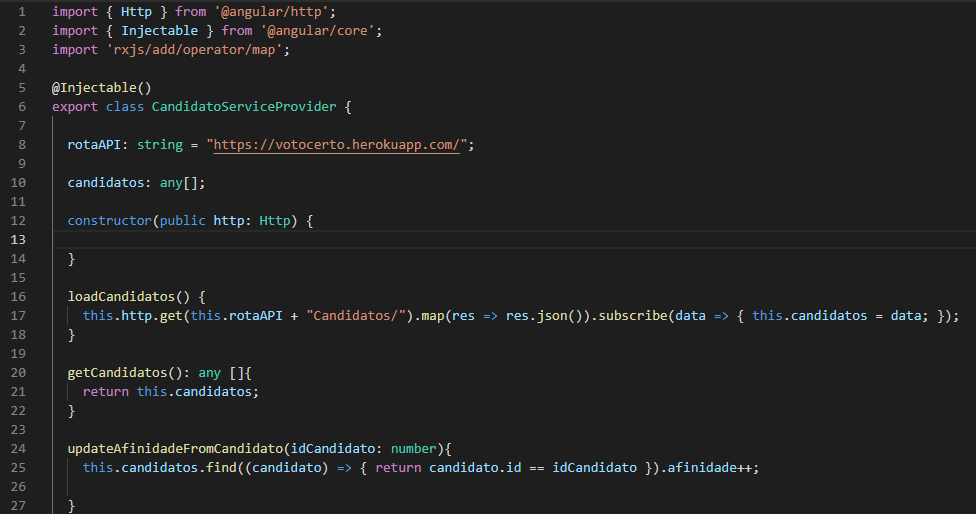 1 import { Http } from '@angular/http';
2 import { Injectable } from '@angular/core';
3 import 'rxjs/add/operator/map';
4
5 @Injectable()
6 export class CandidatoServiceProvider {
7
8 rotaAPI: string = "https://votocerto.herokuapp.com/";
9
10 candidatos: any[];
11
12 constructor(public http: Http) {
13
14 }
15
16 loadCandidatos() {
17 this.http.get(this.rotaAPI + "Candidatos/").map(res => res.json()).subscribe(data => { this.candidatos = data; });
18 }
19
20 getCandidatos(): any []{
21 return this.candidatos;
22 }
23
24 updateAfinidadeFromCandidato(idCandidato: number){
25 this.candidatos.find((candidato) => { return candidato.id == idCandidato }).afinidade++;
26
27 }